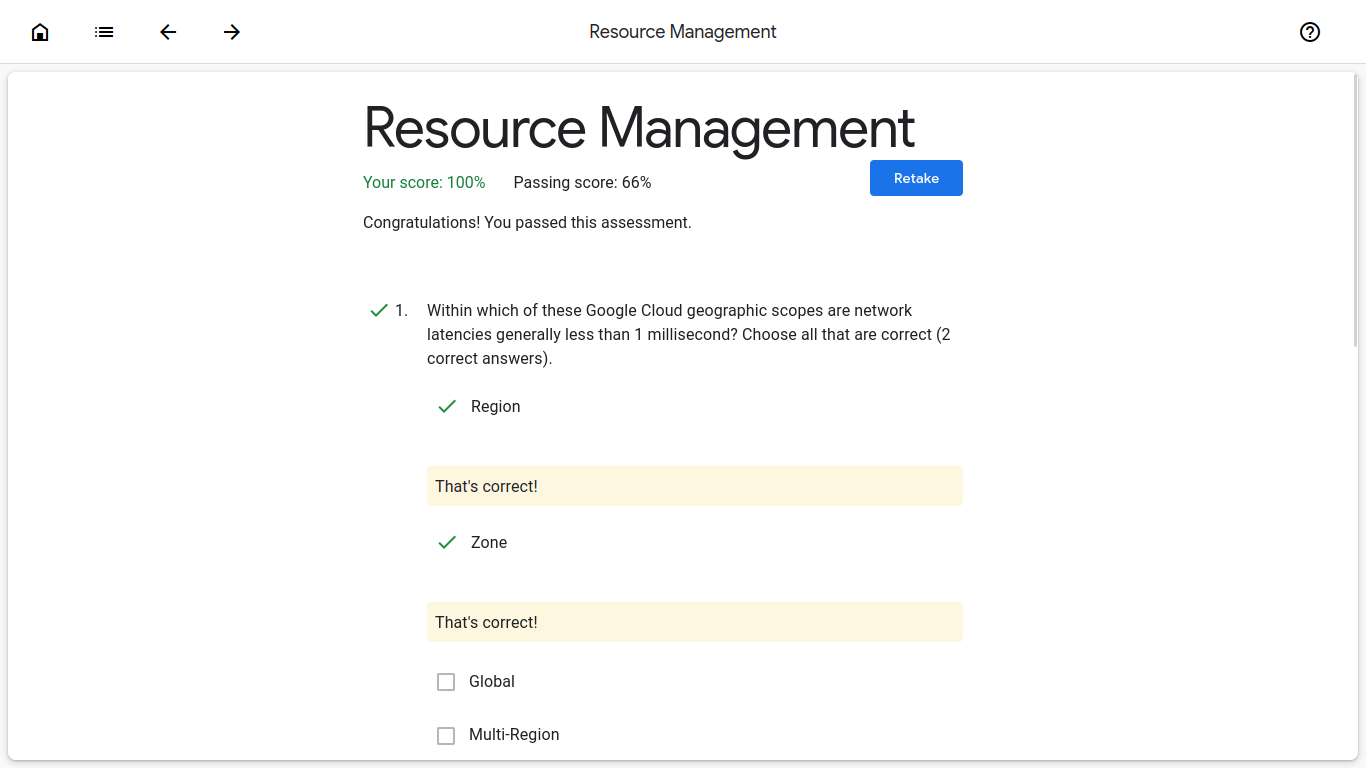 Resource Management
Resource Management
Your score: 100% Passing score: 66%
Retake
Congratulations! You passed this assessment.
1. Within which of these Google Cloud geographic scopes are network
latencies generally less than 1 millisecond? Choose all that are correct (2
correct answers).
Region
That's correct!
Zone
That's correct!
Global
Multi-Region